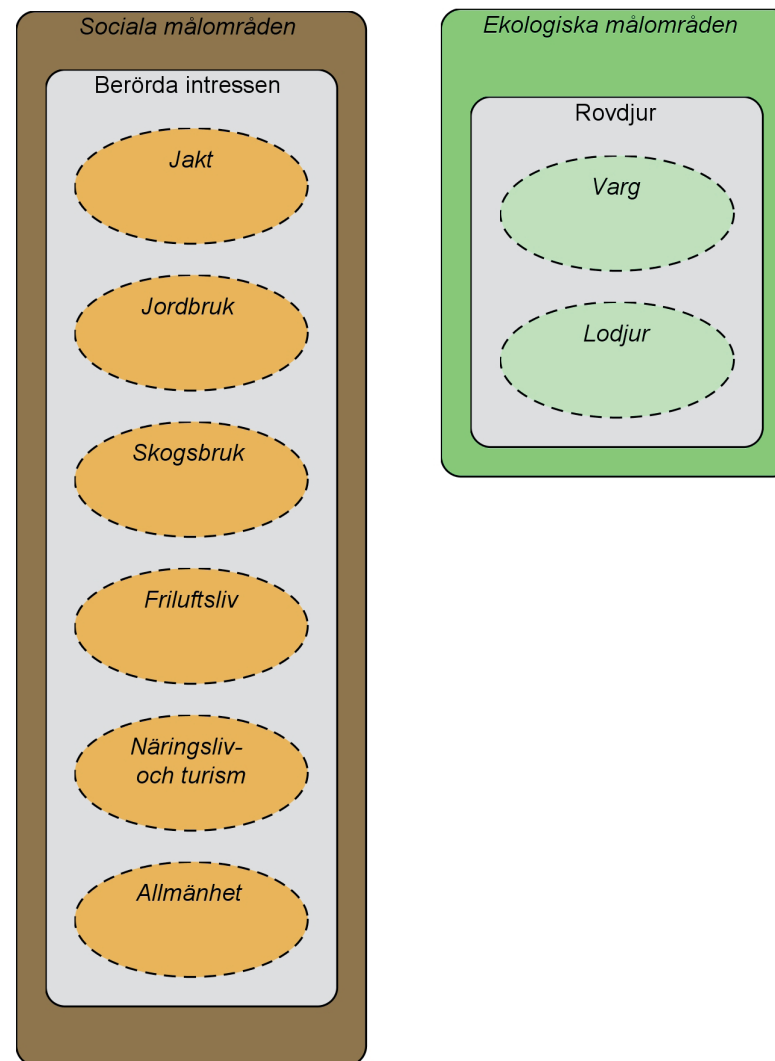 Sociala målområden
Berörda intressen
Jakt
Jordbruk
Skogsbruk
Friluftsliv
Näringsliv-
och turism
Allmänhet
Ekologiska målområden
Rovdjur
Varg
Lodjur